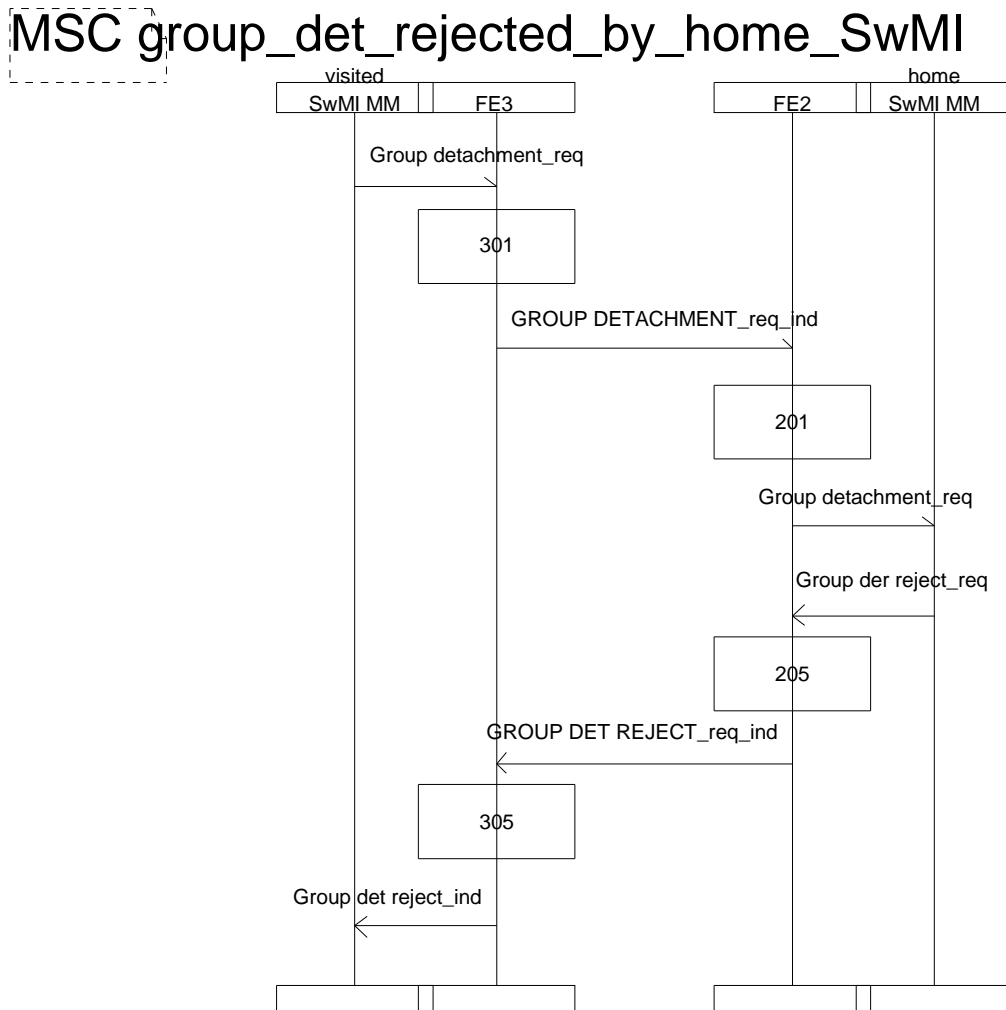 MSC group_det_rejected_by_home_SwMI
visited
SwMI MM
FE3
FE2
home
SwMI MM
Group detachment_req
301
GROUP DETACHMENT_req_ind
201
Group detachment_req
Group der reject_req
205
GROUP DET REJECT_req_ind
305
Group det reject_ind